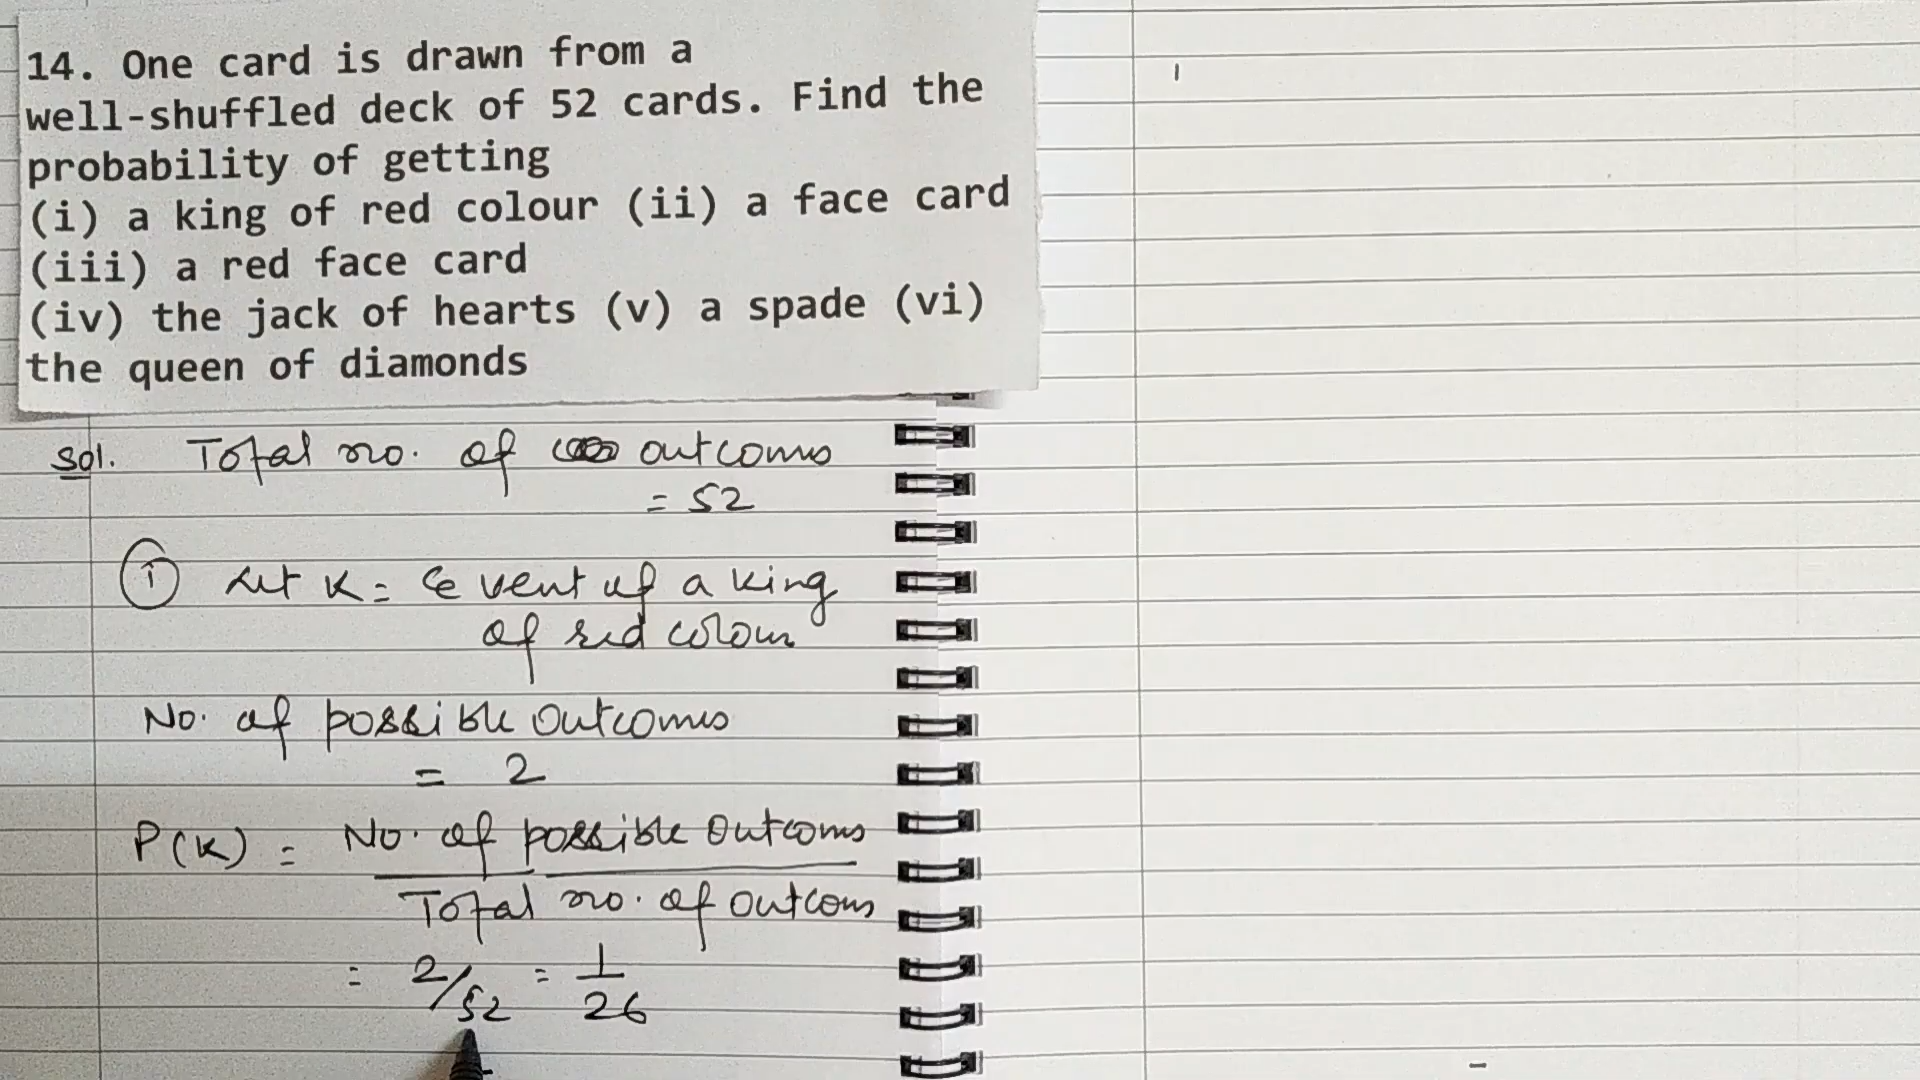 14. One card is drawn from a
well-shuffled deck of 52 cards. Find the
probability of getting
(i) a king of red colour (ii) a face card
(iii) a red face card
(iv) the jack of hearts (v) a spade (vi)
the queen of diamonds
Sol. Total no. of outcoms
= 52
(i) Let K = event of a king
of red colour
No. of possible outcomes
= 2
P(K) = No. of possible outcoms
Total no. of outcoms
= 2/52 = 1/26